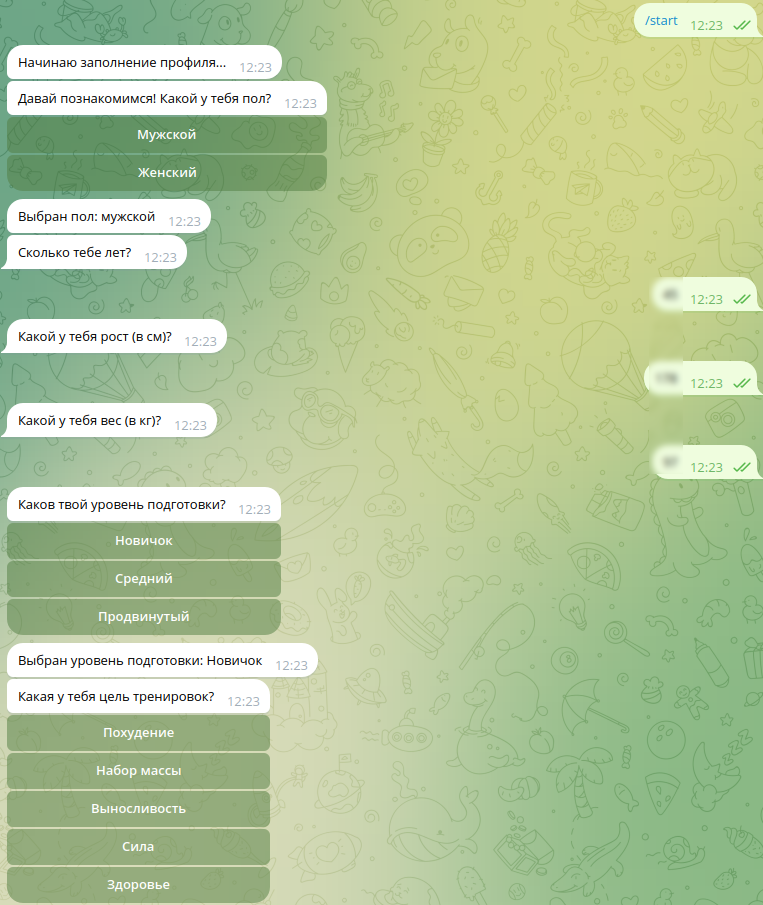 /start 12:23
Начинаю заполнение профиля... 12:23
Давай познакомимся! Какой у тебя пол? 12:23
Мужской
Женский
Выбран пол: мужской 12:23
Сколько тебе лет? 12:23
12:23
Какой у тебя рост (в см)? 12:23
12:23
Какой у тебя вес (в кг)? 12:23
12:23
Каков твой уровень подготовки? 12:23
Новичок
Средний
Продвинутый
Выбран уровень подготовки: Новичок 12:23
Какая у тебя цель тренировок? 12:23
Похудение
Набор массы
Выносливость
Сила
Здоровье